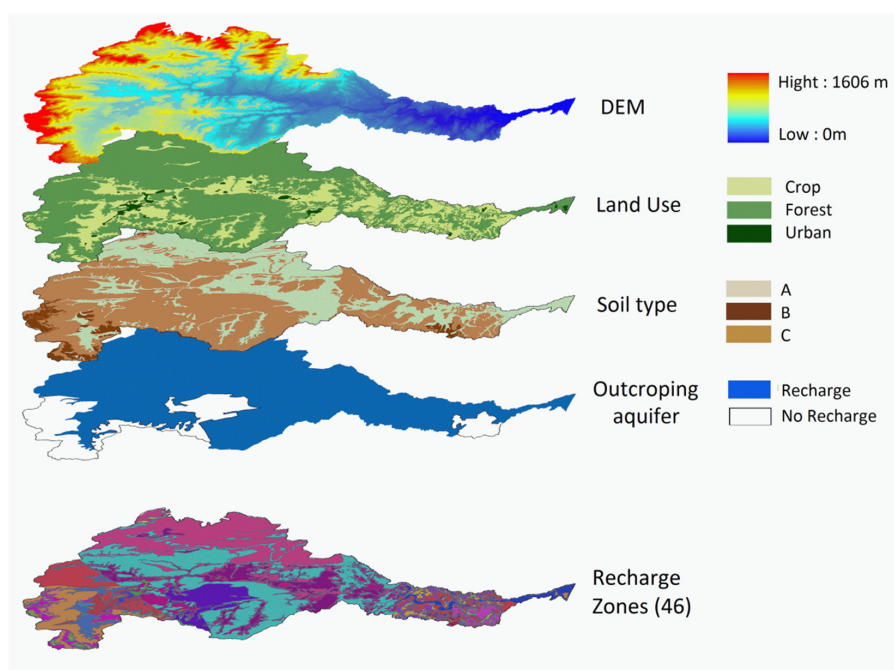 DEM
Hight : 1606 m
Low : 0m
Land Use
Crop
Forest
Urban
Soil type
A
B
C
Outcroping
aquifer
Recharge
No Recharge
Recharge
Zones (46)